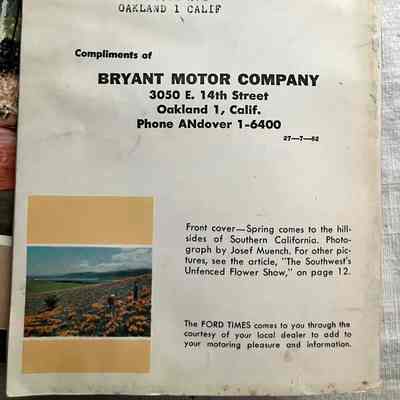 OAKLAND 1 CALIF
Compliments of
BRYANT MOTOR COMPANY
3050 E. 14th Street
Oakland 1, Calif.
Phone ANdover 1-6400
27—7—52
Front cover—Spring comes to the hill-
sides of Southern California. Photo-
graph by Josef Muench. For other pic-
tures, see the article, "The Southwest's
Unfenced Flower Show," on page 12.
The FORD TIMES comes to you through the
courtesy of your local dealer to add to
your motoring pleasure and information.